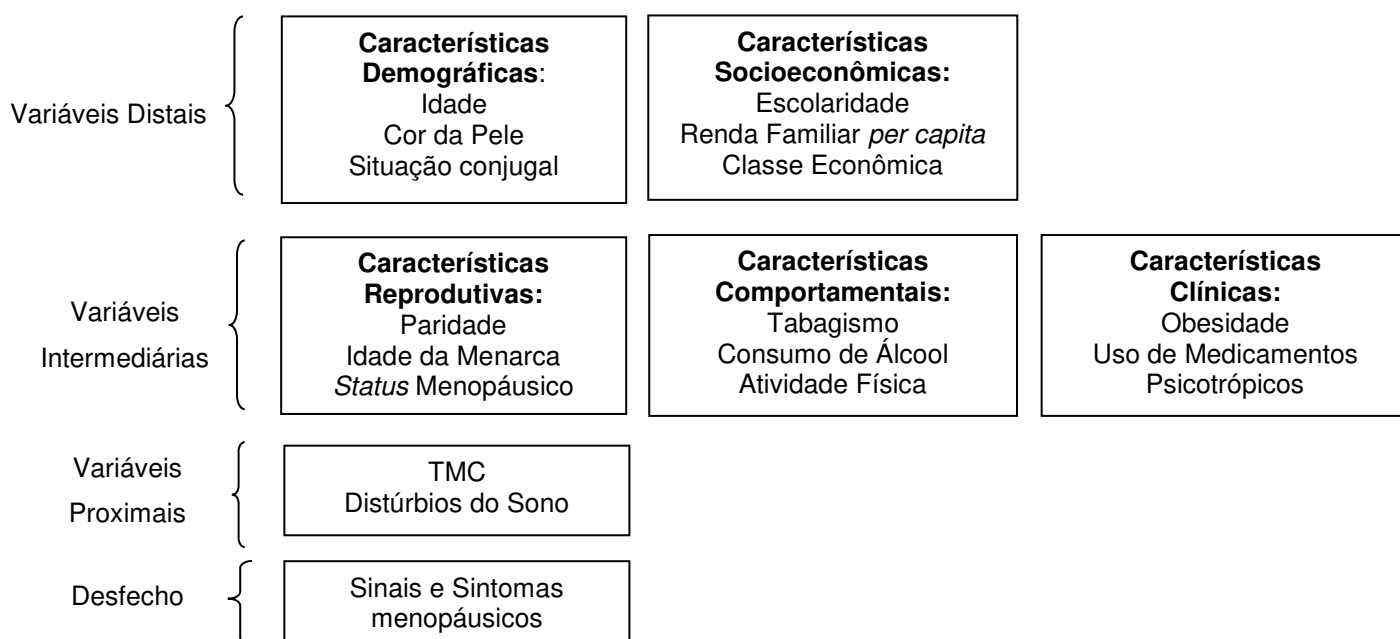 Variáveis Distais
Características
Demográficas:
Idade
Cor da Pele
Situação conjugal
Características
Socioeconômicas:
Escolaridade
Renda Familiar per capita
Classe Econômica
Variáveis
Intermediárias
Características
Reprodutivas:
Paridade
Idade da Menarca
Status Menopáusico
Características
Comportamentais:
Tabagismo
Consumo de Álcool
Atividade Física
Características
Clínicas:
Obesidade
Uso de Medicamentos
Psicotrópicos
Variáveis
Proximais
TMC
Distúrbios do Sono
Desfecho
Sinais e Sintomas
menopáusicos